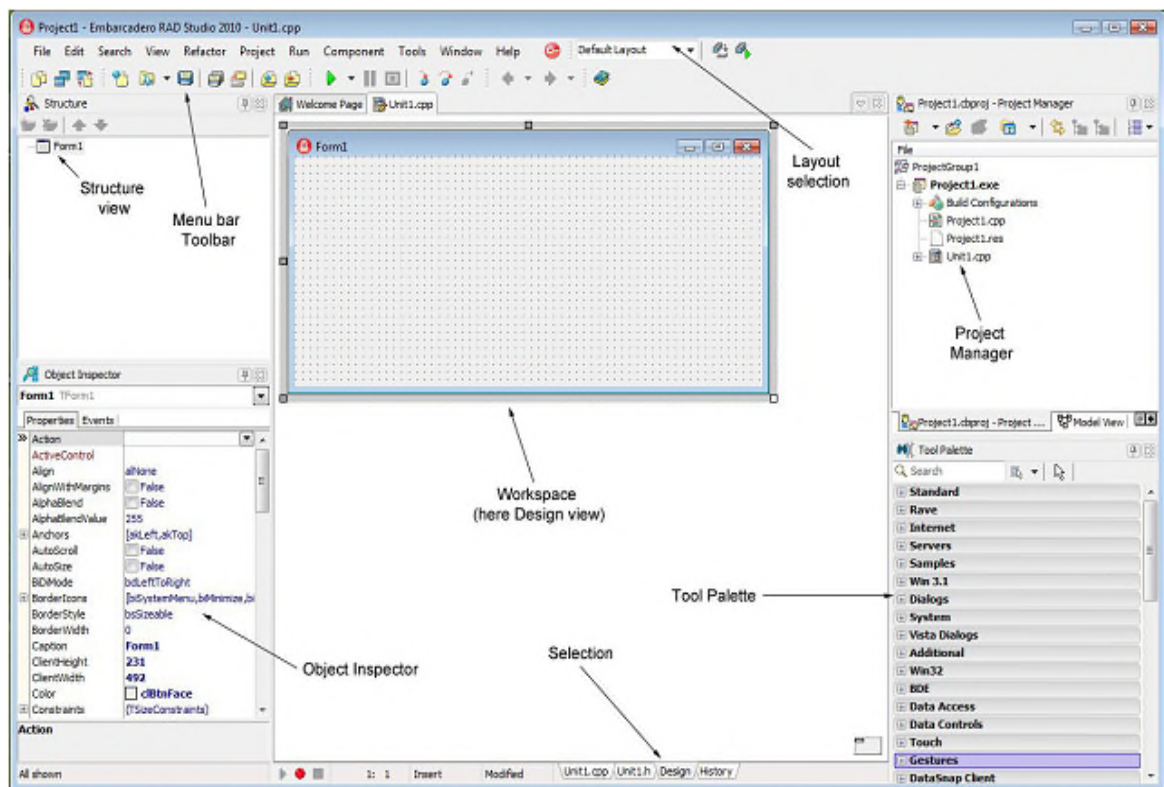 Project1 - Embarcadero RAD Studio 2010 - Unit1.cpp
File Edit Search View Refactor Project Run Component Tools Window Help
Default Layout
Structure
Form1
Structure
view
Menu bar
Toolbar
Welcome Page
Unit1.cpp
Form1
Layout
selection
Workspace
(here Design view)
Project1.cbproj - Project Manager
File
ProjectGroup1
Project1.exe
Build Configurations
Project1.cpp
Project1.res
Unit1.cpp
Project
Manager
Project1.cbproj - Project ...
Model View
Object Inspector
Form1 TForm1
Properties Events
Action
ActiveControl
Align alNone
AlignWithMargins False
AlphaBlend False
AlphaBlendValue 255
Anchors [akLeft,akTop]
AutoScroll False
AutoSize False
BiDiMode bdLeftToRight
BorderIcons [biSystemMenu,biMinimize,bi
BorderStyle bsSizeable
BorderWidth 0
Caption Form1
ClientHeight 231
ClientWidth 492
Color clBtnFace
Constraints (TSizeConstraints)
Action
All shown
Object Inspector
Selection
Tool Palette
1: 1 Insert Modified
Unit1.cpp Unit1.h Design History
Tool Palette
Search
Standard
Rave
Internet
Servers
Samples
Win 3.1
Dialogs
System
Vista Dialogs
Additional
Win32
BDE
Data Access
Data Controls
Touch
Gestures
DataSnap Client